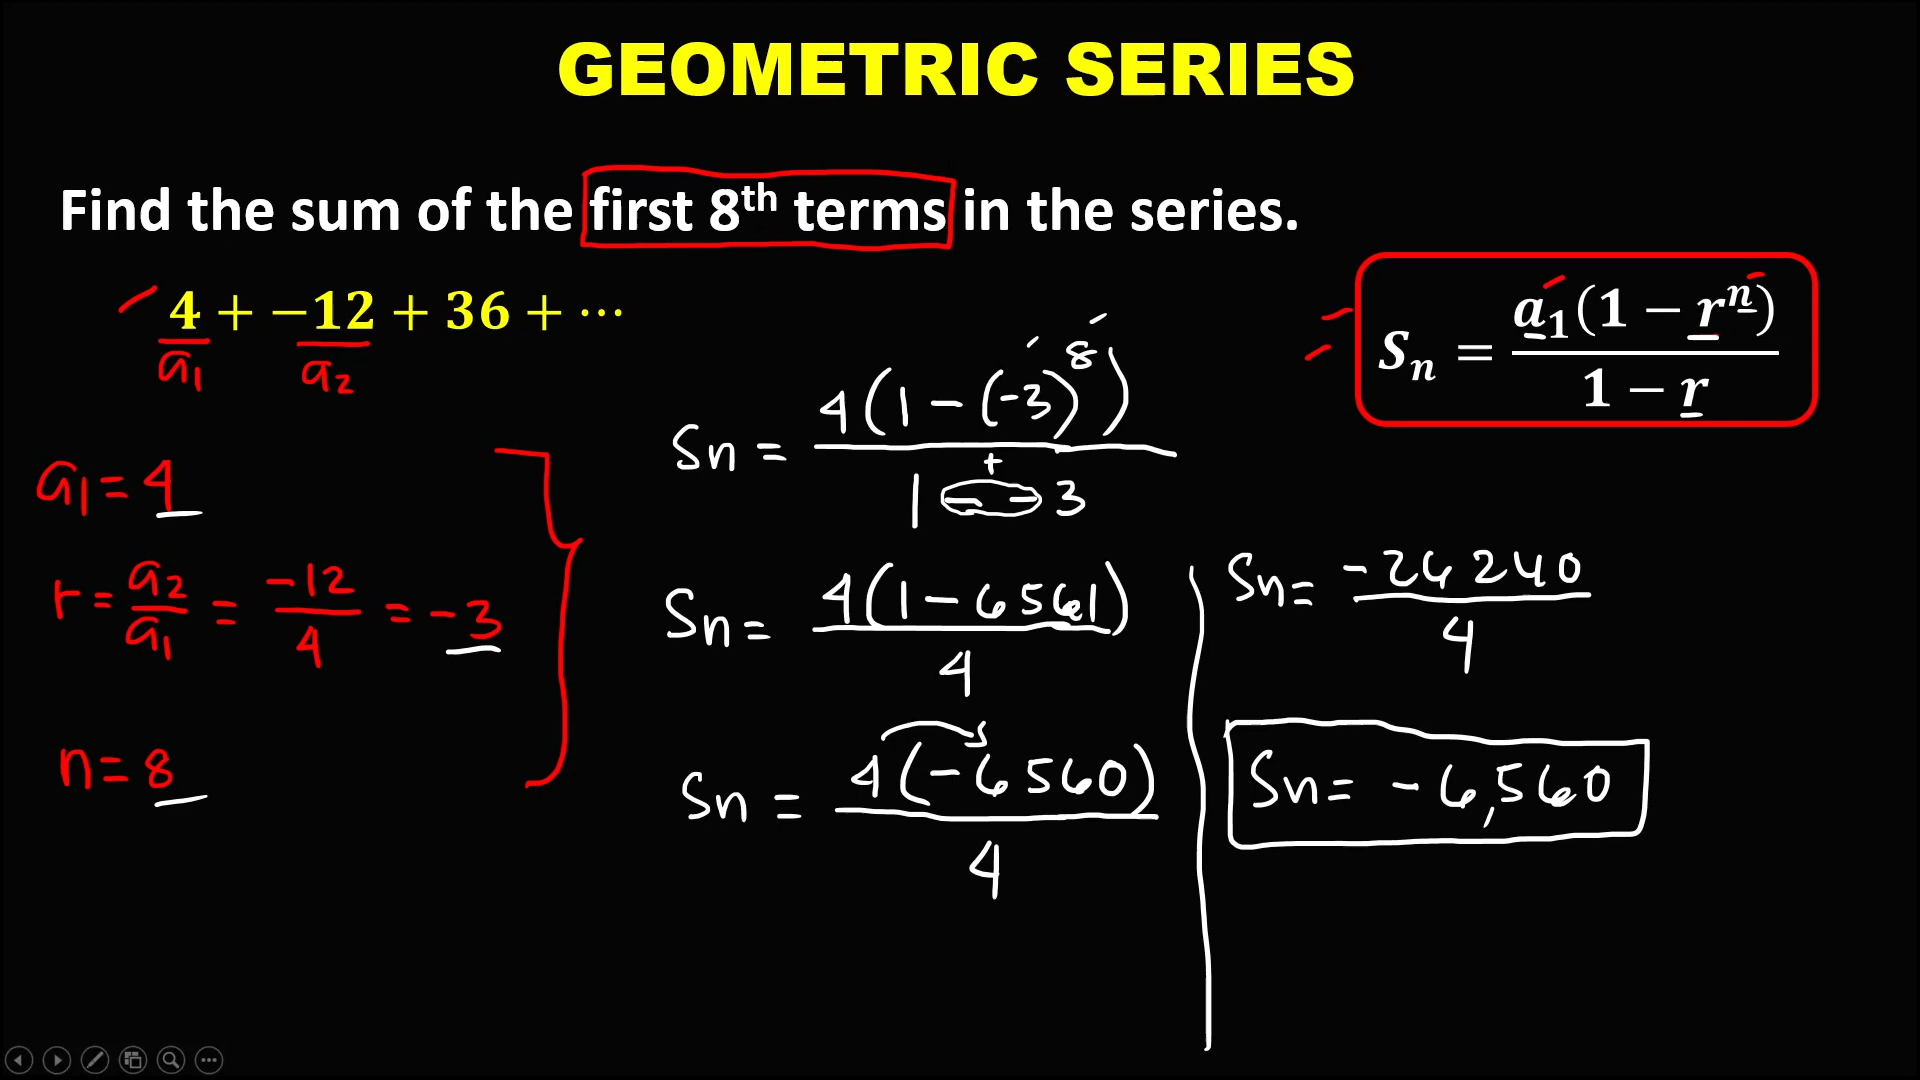 GEOMETRIC SERIES
Find the sum of the first 8th terms in the series.
4 + −12 + 36 + ⋯
a1 a2
Sn = a1(1 − r^n) / 1 − r
a1 = 4
r = a2/a1 = -12/4 = -3
n = 8
Sn = 4(1 - (-3)^8) / 1 - - 3
+
Sn = 4(1 - 6561) / 4
Sn = 4(-6560) / 4
Sn = -26240 / 4
Sn = -6,560